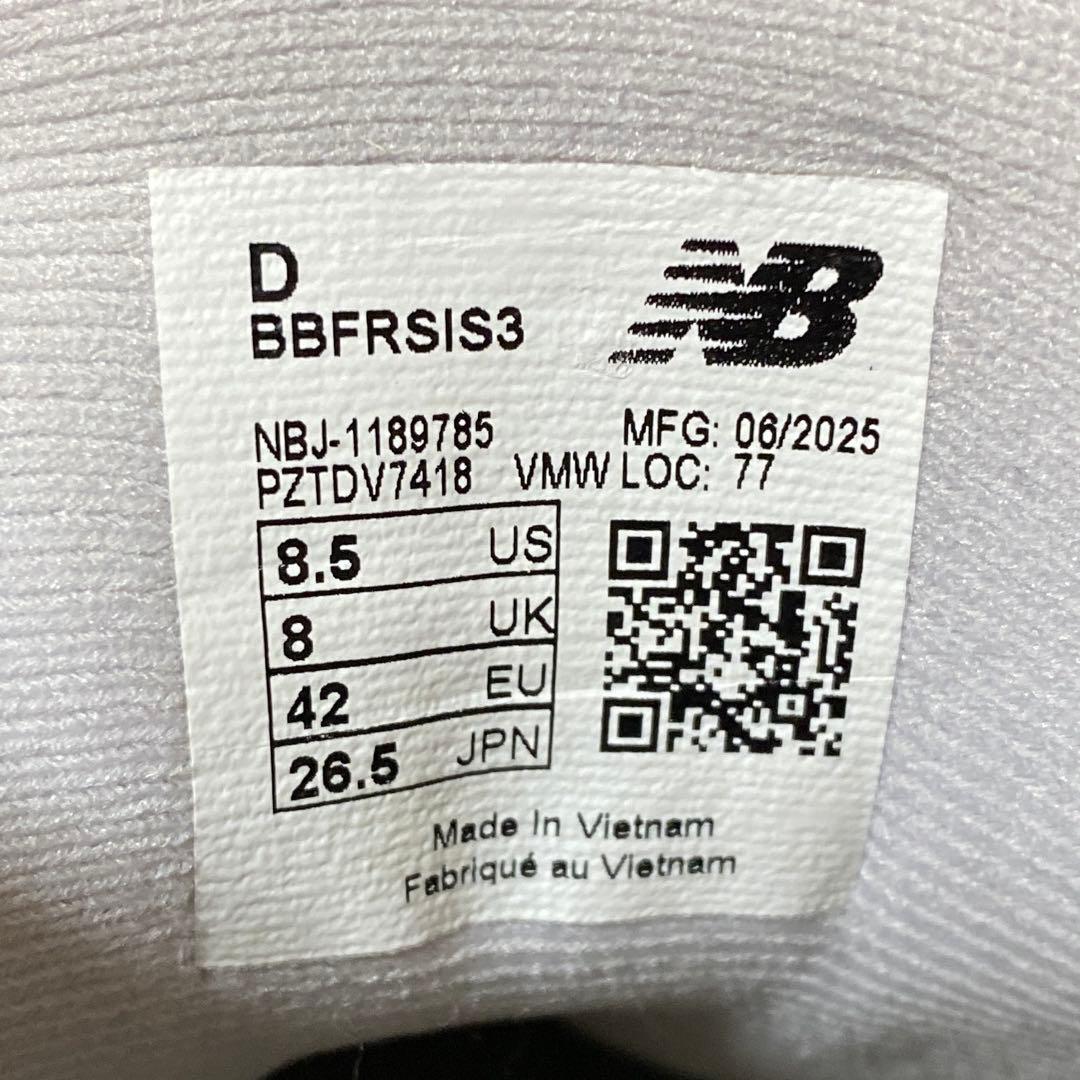 D
NB
BBFRSIS3
NBJ-1189785 MFG: 06/2025
PZTDV7418 VMW LOC: 77
8.5 US
8 UK
42 EU
26.5 JPN
Made In Vietnam
Fabriqué au Vietnam